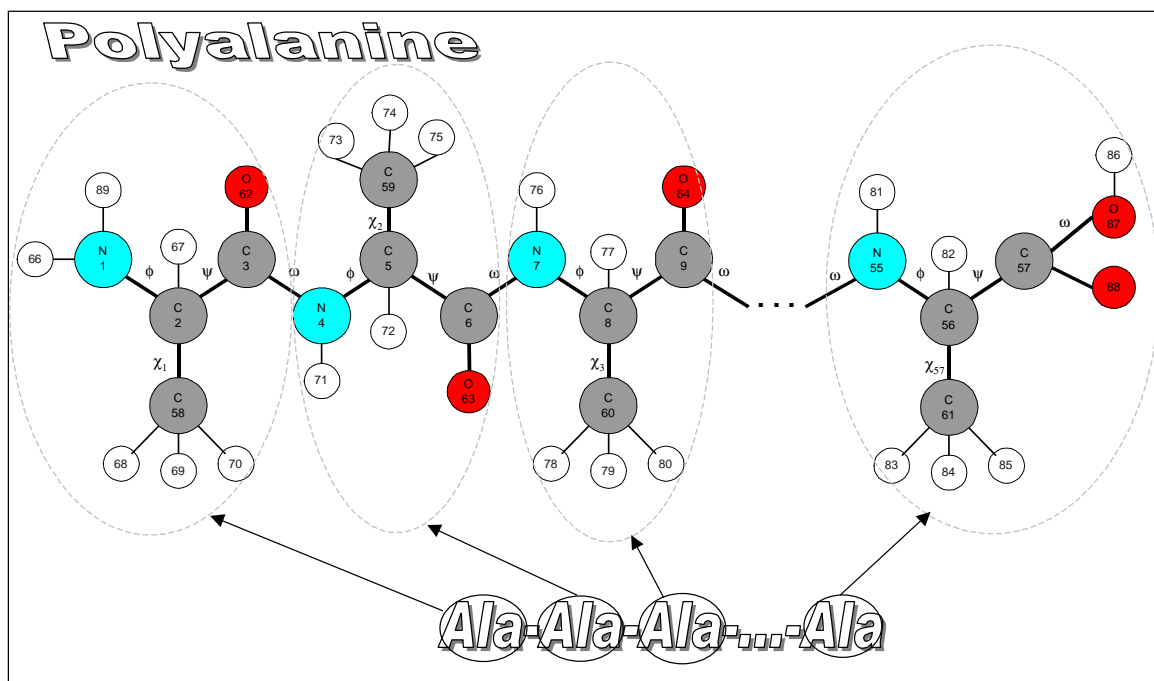 Polyalanine
74
73 75
C
59
86
O
62
O
64
89 76 81
O
87
χ2
67 77 82
ω
66
N
1
ϕ ψ
C
3
ω ϕ
C
5
ψ ω
N
7
ϕ ψ
C
9
ω ω
N
55
ϕ ψ
C
57
88
C
2
N
4
72
C
6
C
8
C
56
χ1 χ3 χ57
71
O
63
C
58
C
60
C
61
68 69 70 78 79 80 83 84 85
Ala-Ala-Ala-...-Ala